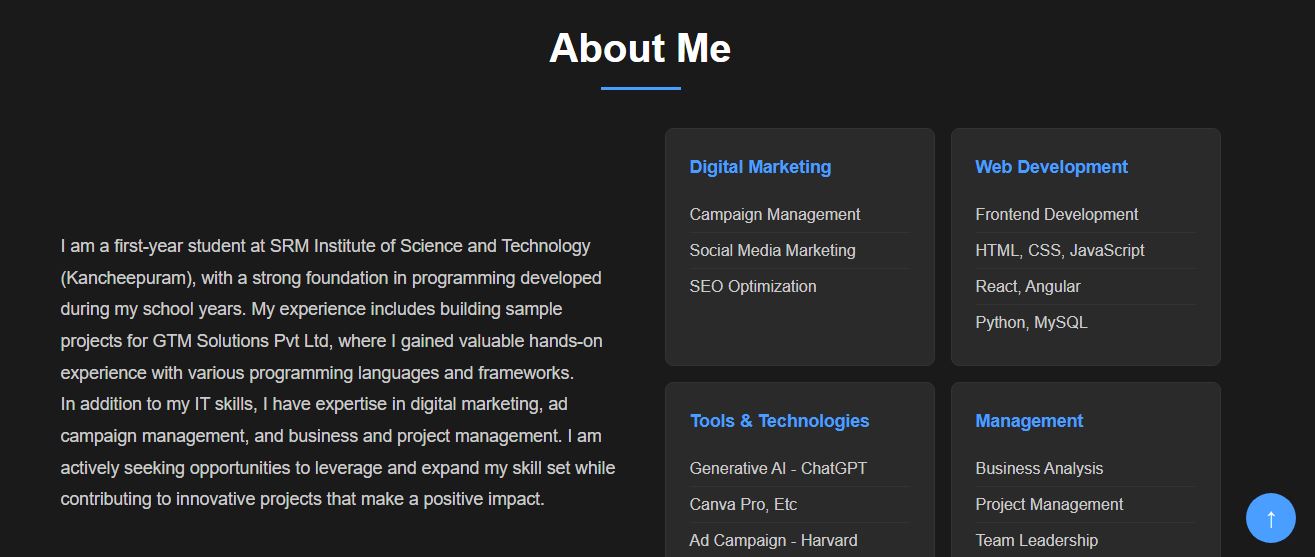 About Me
I am a first-year student at SRM Institute of Science and Technology
(Kancheepuram), with a strong foundation in programming developed
during my school years. My experience includes building sample
projects for GTM Solutions Pvt Ltd, where I gained valuable hands-on
experience with various programming languages and frameworks.
In addition to my IT skills, I have expertise in digital marketing, ad
campaign management, and business and project management. I am
actively seeking opportunities to leverage and expand my skill set while
contributing to innovative projects that make a positive impact.
Digital Marketing
Campaign Management
Social Media Marketing
SEO Optimization
Web Development
Frontend Development
HTML, CSS, JavaScript
React, Angular
Python, MySQL
Tools & Technologies
Generative AI - ChatGPT
Canva Pro, Etc
Ad Campaign - Harvard
Management
Business Analysis
Project Management
Team Leadership
↑